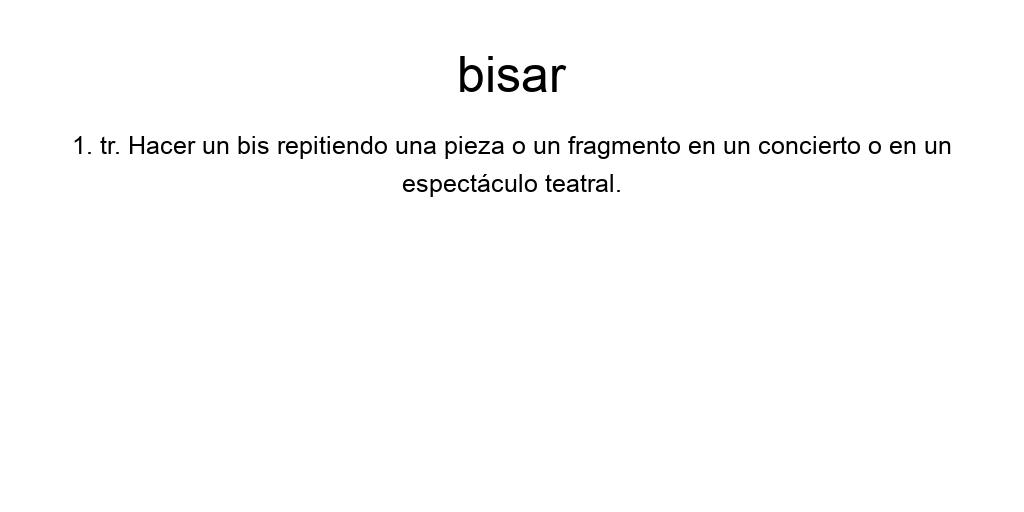 bisar
1. tr. Hacer un bis repitiendo una pieza o un fragmento en un concierto o en un
espectáculo teatral.